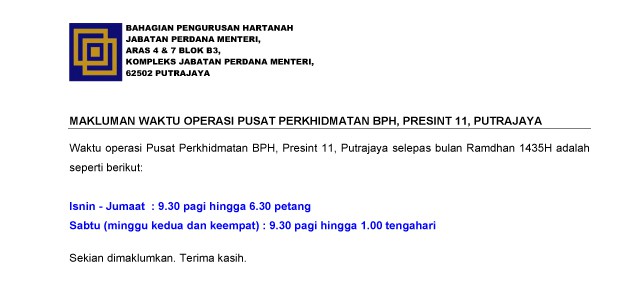 BAHAGIAN PENGURUSAN HARTANAH
JABATAN PERDANA MENTERI,
ARAS 4 & 7 BLOK B3,
KOMPLEKS JABATAN PERDANA MENTERI,
62502 PUTRAJAYA
MAKLUMAN WAKTU OPERASI PUSAT PERKHIDMATAN BPH, PRESINT 11, PUTRAJAYA
Waktu operasi Pusat Perkhidmatan BPH, Presint 11, Putrajaya selepas bulan Ramdhan 1435H adalah
seperti berikut:
Isnin - Jumaat : 9.30 pagi hingga 6.30 petang
Sabtu (minggu kedua dan keempat) : 9.30 pagi hingga 1.00 tengahari
Sekian dimaklumkan. Terima kasih.